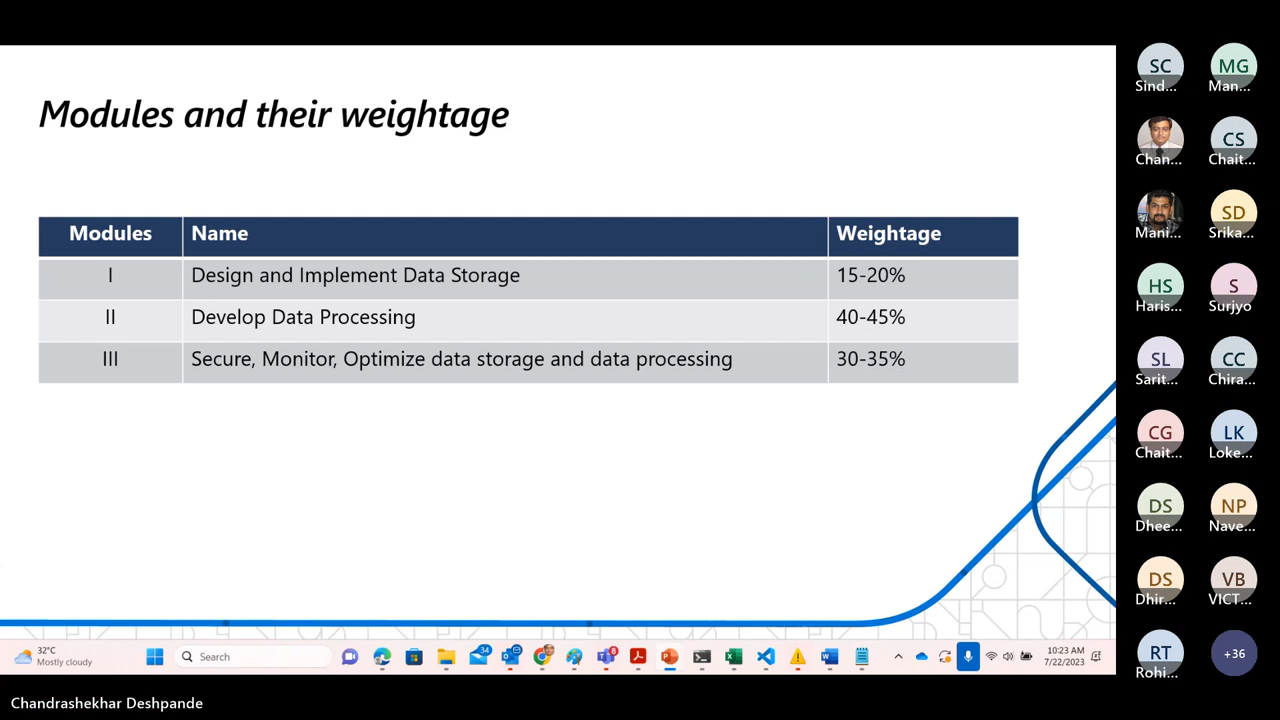 Modules and their weightage
Modules Name Weightage
I Design and Implement Data Storage 15-20%
II Develop Data Processing 40-45%
III Secure, Monitor, Optimize data storage and data processing 30-35%
SC MG
Sind... Man...
CS
Chan... Chait...
SD
Mani... Srika...
HS S
Haris... Surjyo
SL CC
Sarit... Chira...
CG LK
Chait... Loke...
DS NP
Dhee... Nave...
DS VB
Dhir... VICT...
RT +36
Rohi...
32°C
Mostly cloudy
Search
34
8
10:23 AM
7/22/2023
Chandrashekhar Deshpande